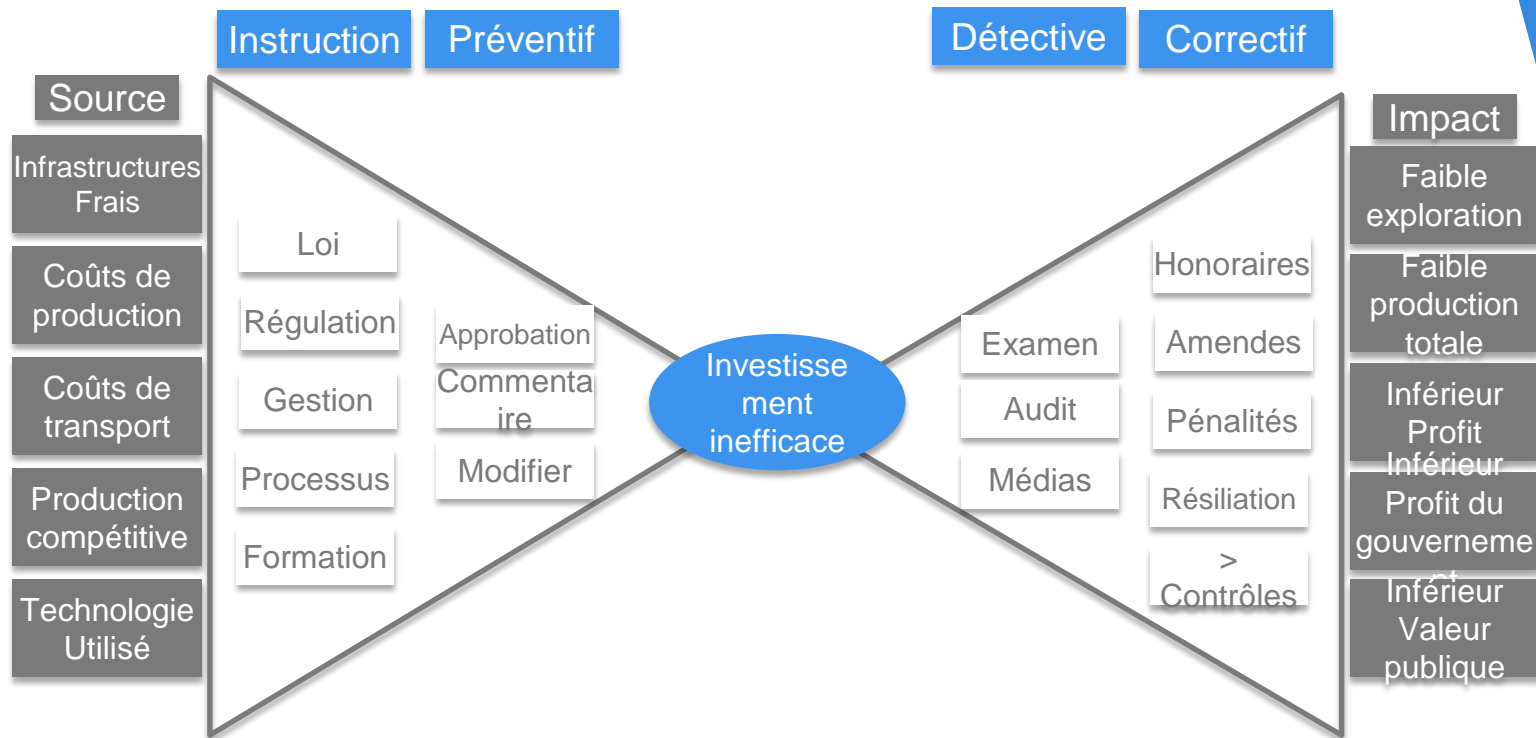 Instruction
Préventif
Détective
Correctif
Source
Infrastructures
Frais
Coûts de
production
Coûts de
transport
Production
compétitive
Technologie
Utilisé
Loi
Régulation
Gestion
Processus
Formation
Approbation
Commenta
ire
Modifier
Investisse
ment
inefficace
Examen
Audit
Médias
Honoraires
Amendes
Pénalités
Résiliation
>
Contrôles
Impact
Faible
exploration
Faible
production
totale
Inférieur
Profit
Inférieur
Profit du
gouverneme
nt
Inférieur
Valeur
publique